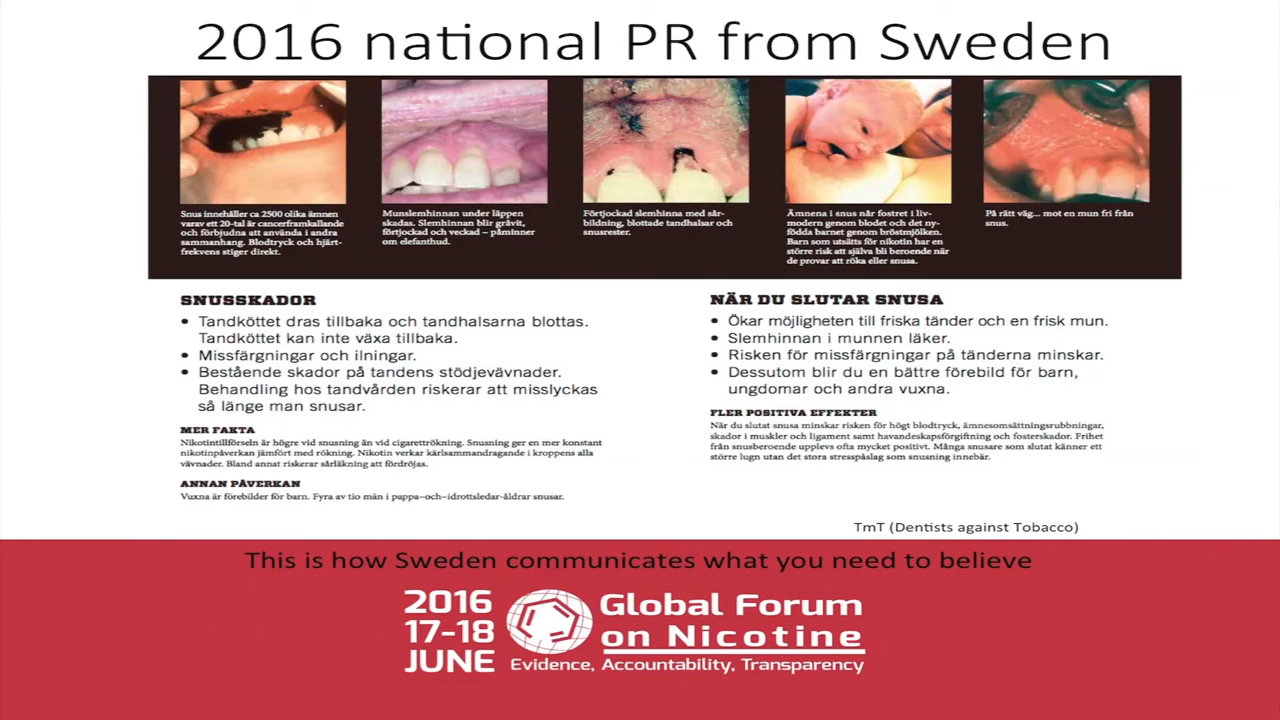 2016 national PR from Sweden
Snus innehåller ca 2500 olika ämnen
varav ett 20-tal är cancerframkallande
och förbjudna att använda i andra
sammanhang. Blodtryck och hjärt-
frekvens stiger direkt.
Munslemhinnan under läppen
skadas. Slemhinnan blir gråvit,
förtjockad och veckad – påminner
om elefanthud.
Förtjockad slemhinna med sår-
bildning, blottade tandhalsar och
snusrester.
Ämnena i snus når fostret i liv-
modern genom blodet och det ny-
födda barnet genom bröstmjölken.
Barn som utsätts för nikotin har en
större risk att själva bli beroende när
de provar att röka eller snusa.
På rätt väg... mot en mun fri från
snus.
SNUSSKADOR
• Tandköttet dras tillbaka och tandhalsarna blottas.
Tandköttet kan inte växa tillbaka.
• Missfärgningar och ilningar.
• Bestående skador på tandens stödjevävnader.
Behandling hos tandvården riskerar att misslyckas
så länge man snusar.
MER FAKTA
Nikotintillförseln är högre vid snusning än vid cigarettrökning. Snusning ger en mer konstant
nikotinpåverkan jämfört med rökning. Nikotin verkar kärlsammandragande i kroppens alla
vävnader. Bland annat riskerar sårläkning att fördröjas.
ANNAN PÅVERKAN
Vuxna är förebilder för barn. Fyra av tio män i pappa-och-idrottsledar-åldrar snusar.
NÄR DU SLUTAR SNUSA
• Ökar möjligheten till friska tänder och en frisk mun.
• Slemhinnan i munnen läker.
• Risken för missfärgningar på tänderna minskar.
• Dessutom blir du en bättre förebild för barn,
ungdomar och andra vuxna.
FLER POSITIVA EFFEKTER
När du slutat snusa minskar risken för högt blodtryck, ämnesomsättningsrubbningar,
skador i muskler och ligament samt havandeskapsförgiftning och fosterskador. Frihet
från snusberoende upplevs ofta mycket positivt. Många snusare som slutat känner ett
större lugn utan det stora stresspåslag som snusning innebär.
TmT (Dentists against Tobacco)
This is how Sweden communicates what you need to believe
2016
17-18
JUNE
Global Forum
on Nicotine
Evidence, Accountability, Transparency